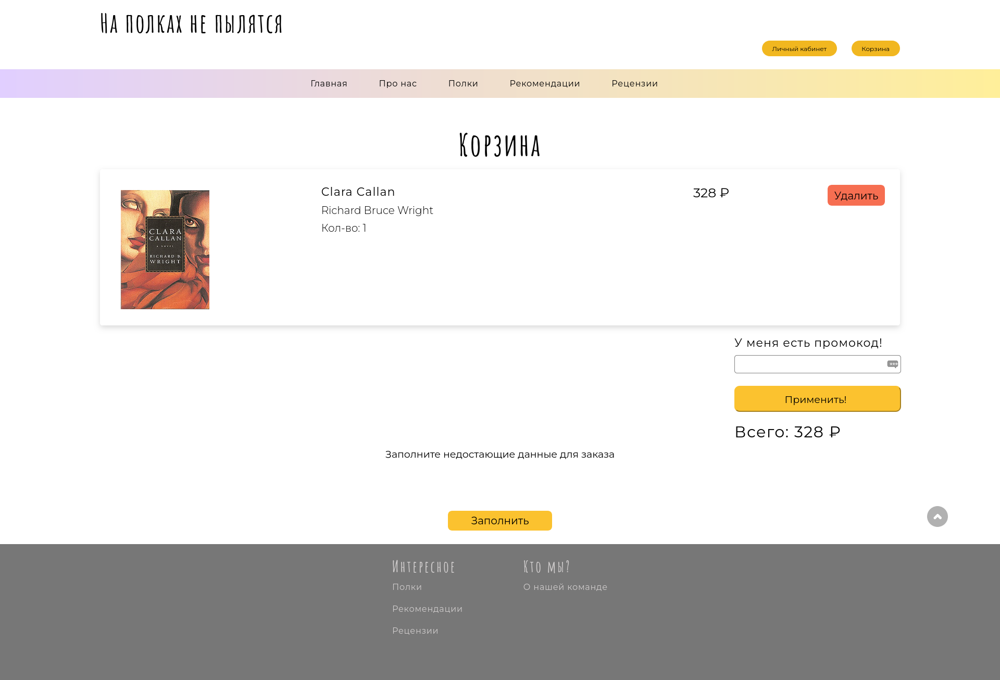 На полках не пылятся
Личный кабинет
Корзина
Главная
Про нас
Полки
Рекомендации
Рецензии
Корзина
CLARA
CALLAN
A NOVEL
RICHARD B.
WRIGHT
Clara Callan
Richard Bruce Wright
Кол-во: 1
328 ₽
Удалить
У меня есть промокод!
***
Применить!
Всего: 328 ₽
Заполните недостающие данные для заказа
Заполнить
Интересное
Полки
Рекомендации
Рецензии
Кто мы?
О нашей команде